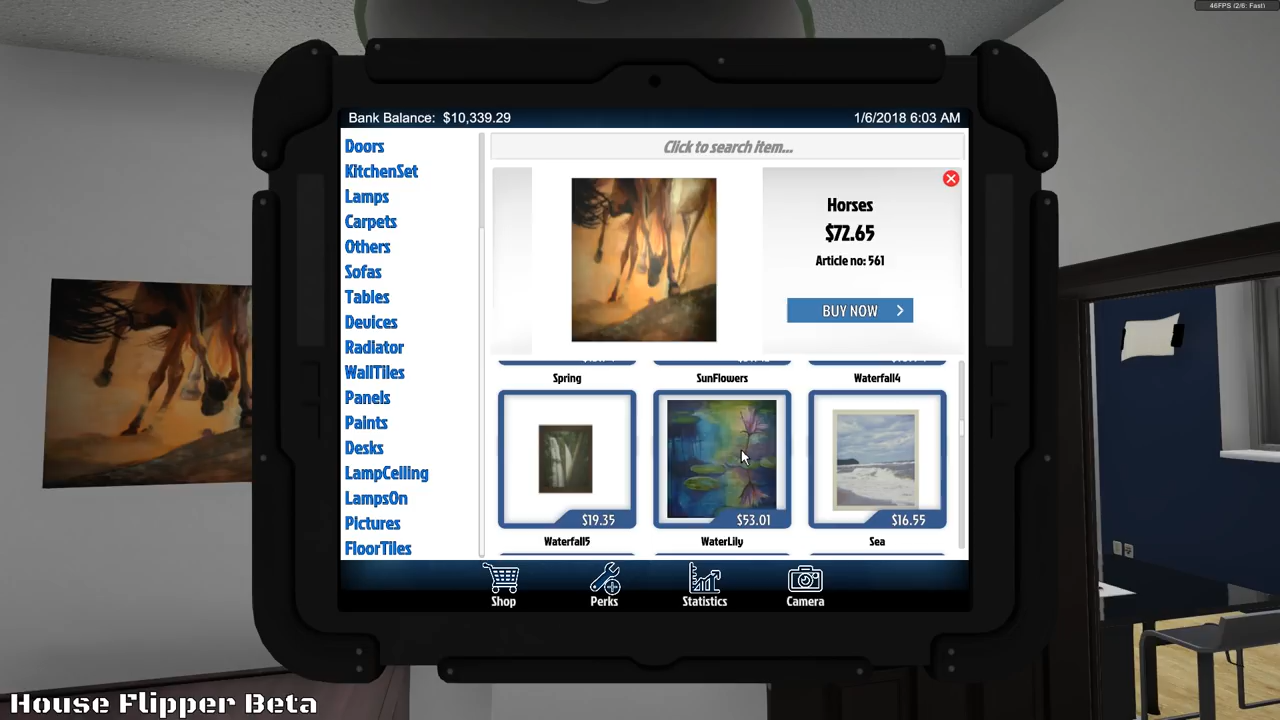 46FPS (2/6: Fast)
Bank Balance: $10,339.29
1/6/2018 6:03 AM
Doors
KitchenSet
Lamps
Carpets
Others
Sofas
Tables
Devices
Radiator
WallTiles
Panels
Paints
Desks
LampCeiling
LampsOn
Pictures
FloorTiles
Click to search item...
Horses
$72.65
Article no: 561
BUY NOW
Spring
SunFlowers
Waterfall4
$19.35
$53.01
$16.55
Waterfall5
WaterLily
Sea
Shop
Perks
Statistics
Camera
House Flipper Beta